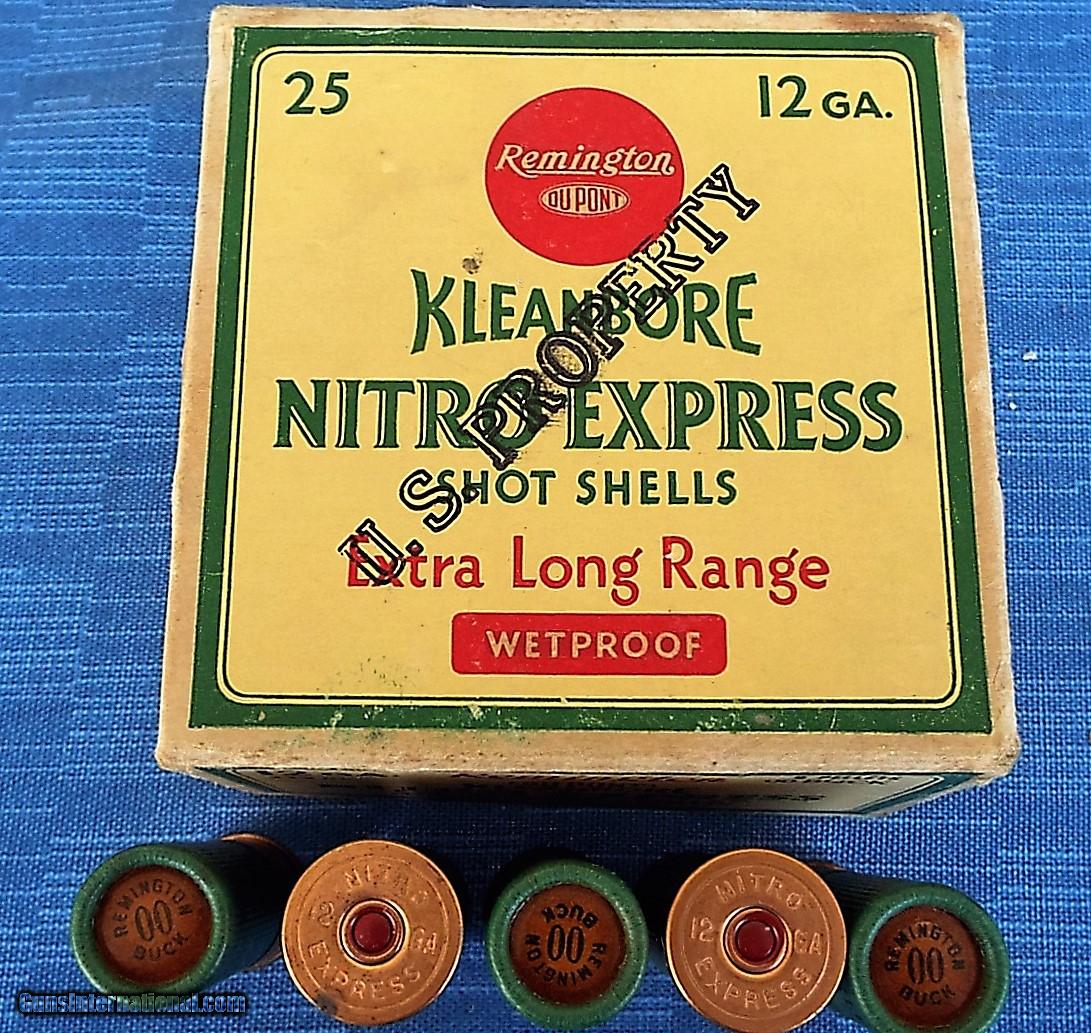 25
12 GA.
Remington
DU PONT
KLEANBORE
NITRO EXPRESS
SHOT SHELLS
Extra Long Range
WETPROOF
U.S. PROPERTY
REMINGTON
00
BUCK
NITRO
12 GA
EXPRESS
REMINGTON
00
BUCK
NITRO
12 GA
EXPRESS
REMINGTON
00
BUCK
GunsInternational.com